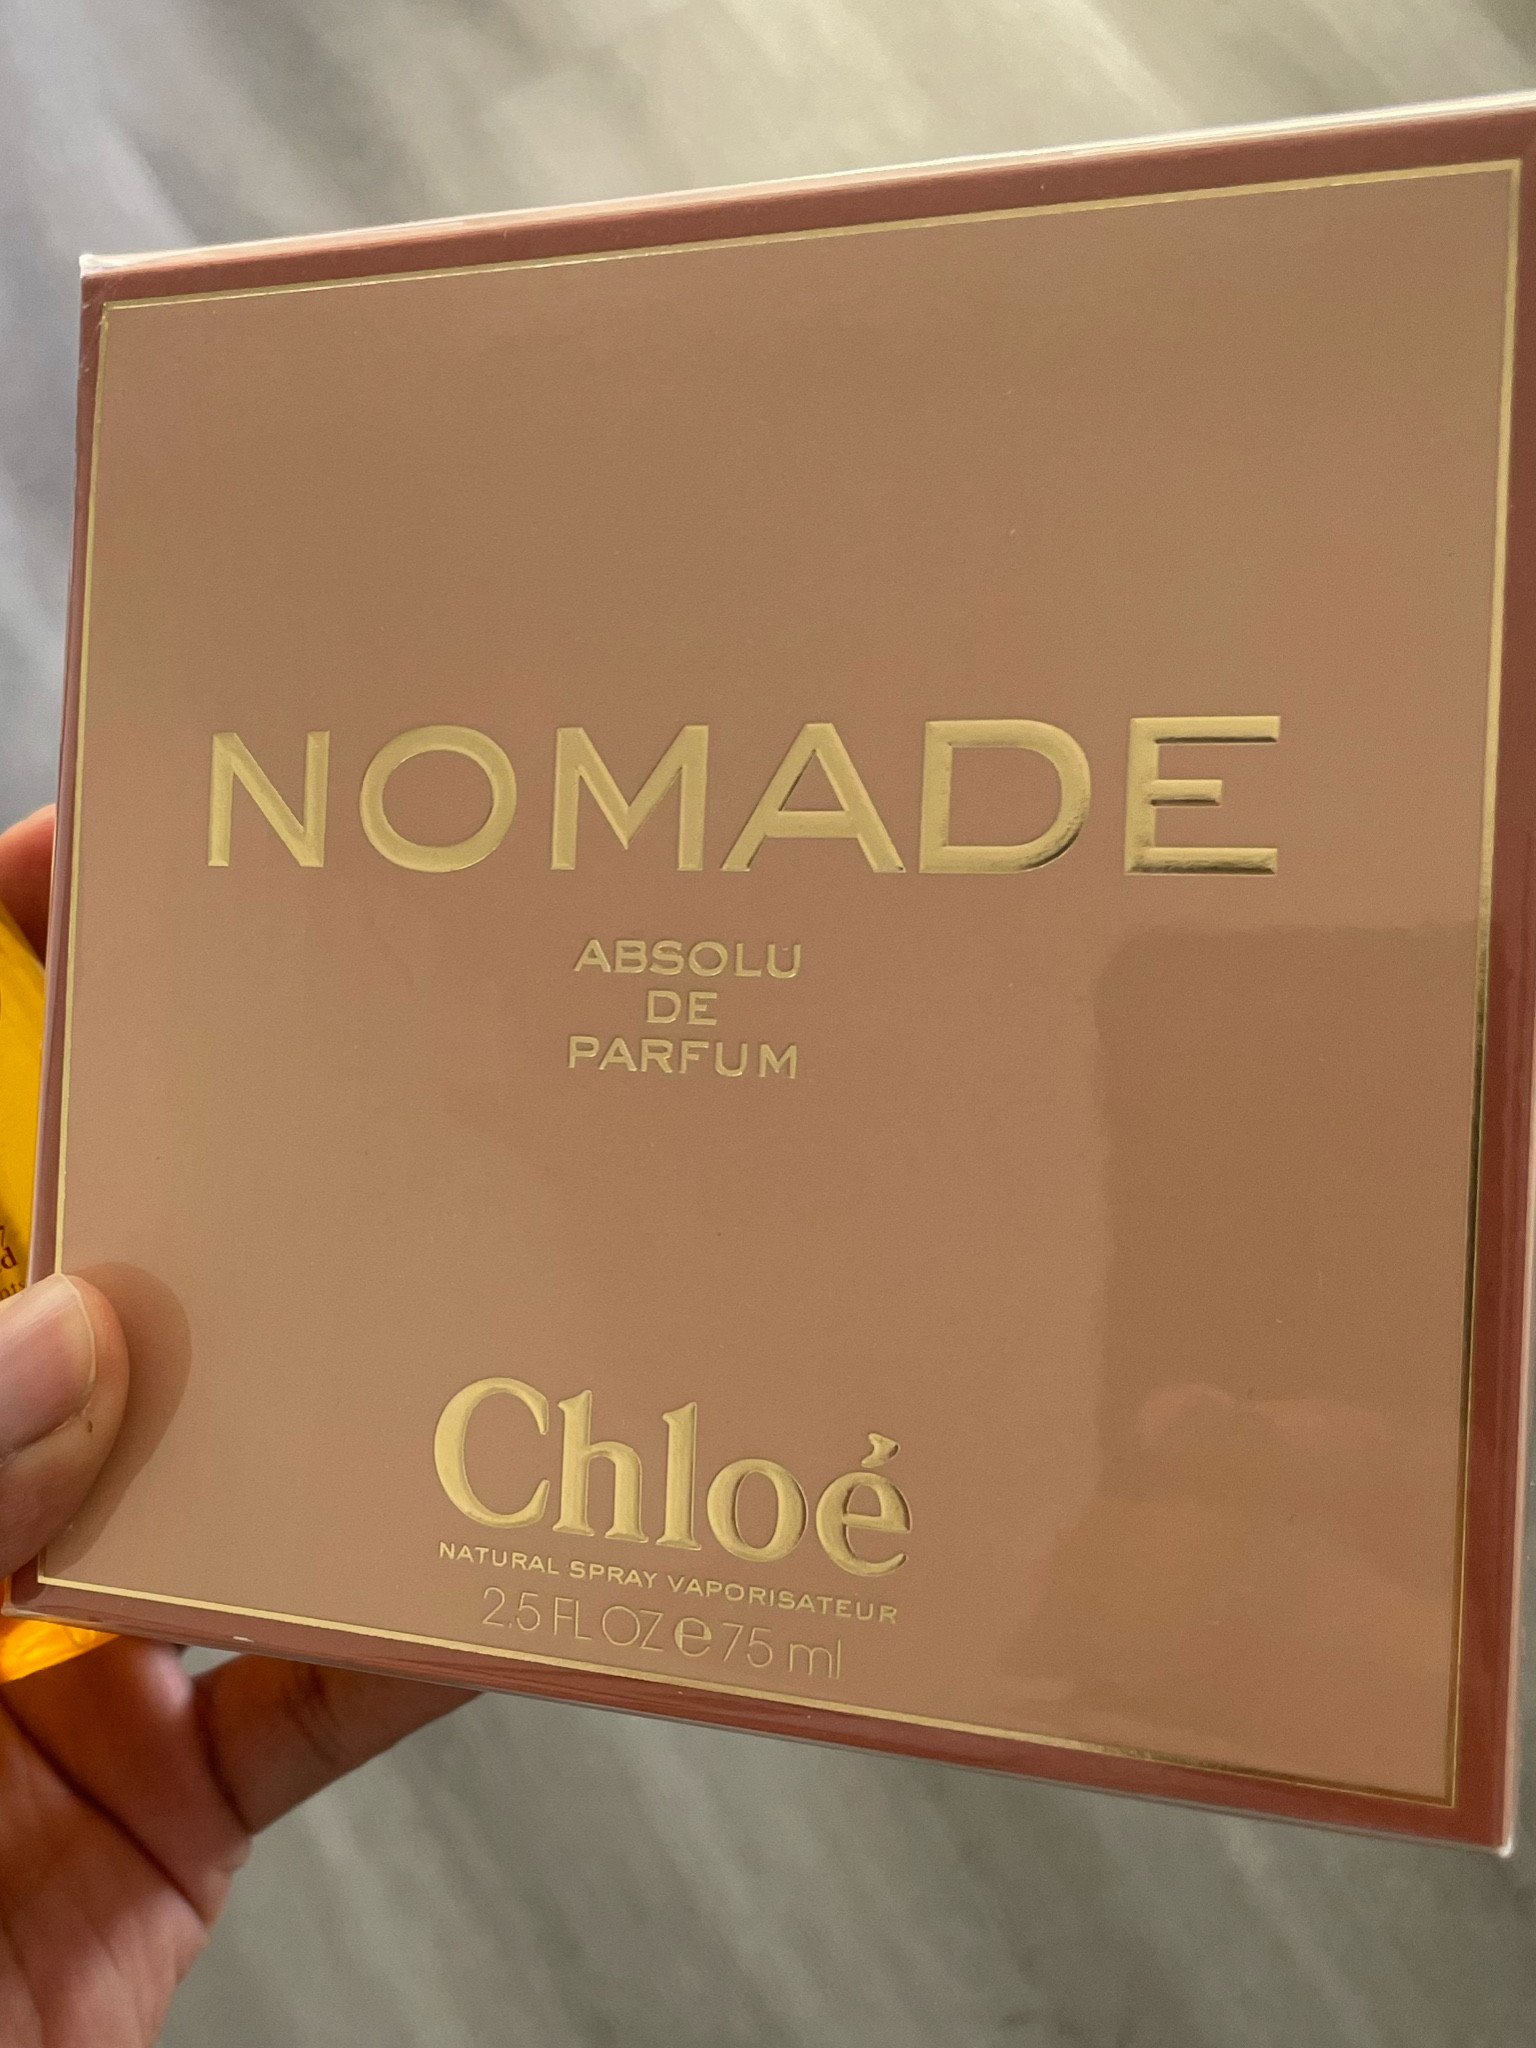 NOMADE
ABSOLU
DE
PARFUM
Chloé
NATURAL SPRAY VAPORISATEUR
2.5 FL OZ e 75 ml